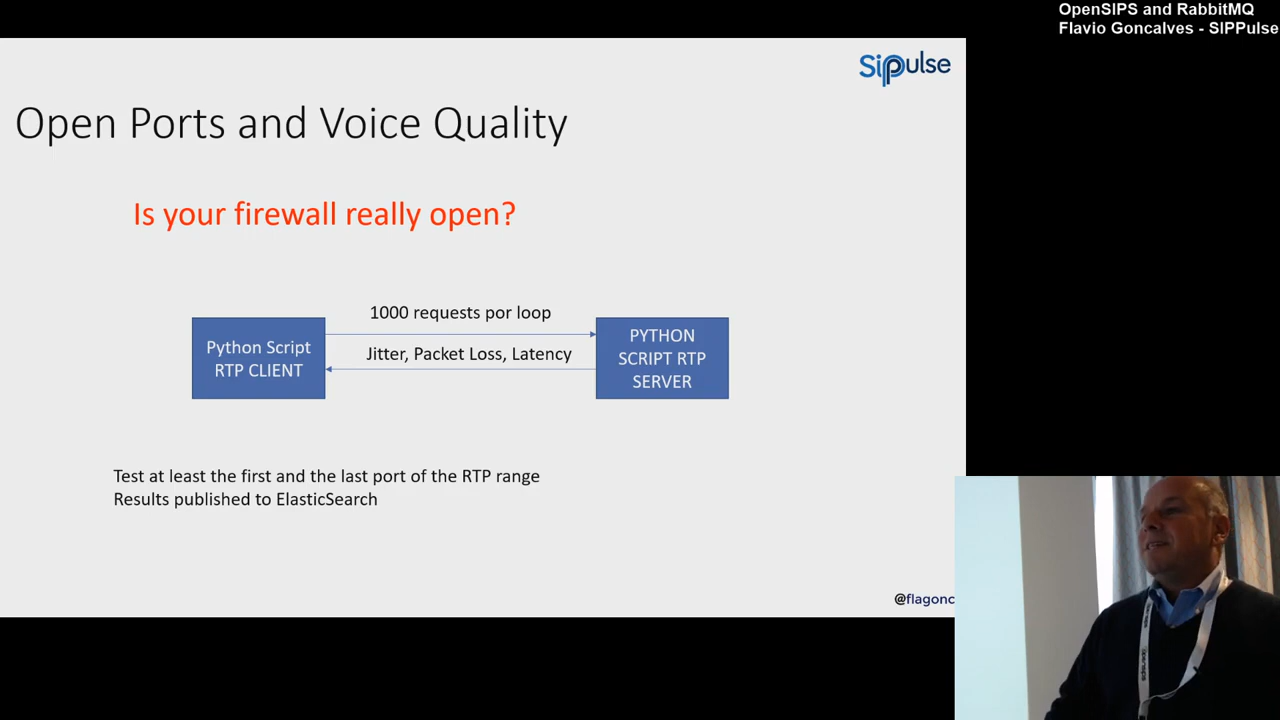 OpenSIPS and RabbitMQ
Flavio Goncalves - SIPPulse
Sippulse
Open Ports and Voice Quality
Is your firewall really open?
1000 requests por loop
Python Script
RTP CLIENT
Jitter, Packet Loss, Latency
PYTHON
SCRIPT RTP
SERVER
Test at least the first and the last port of the RTP range
Results published to ElasticSearch
@flagonc